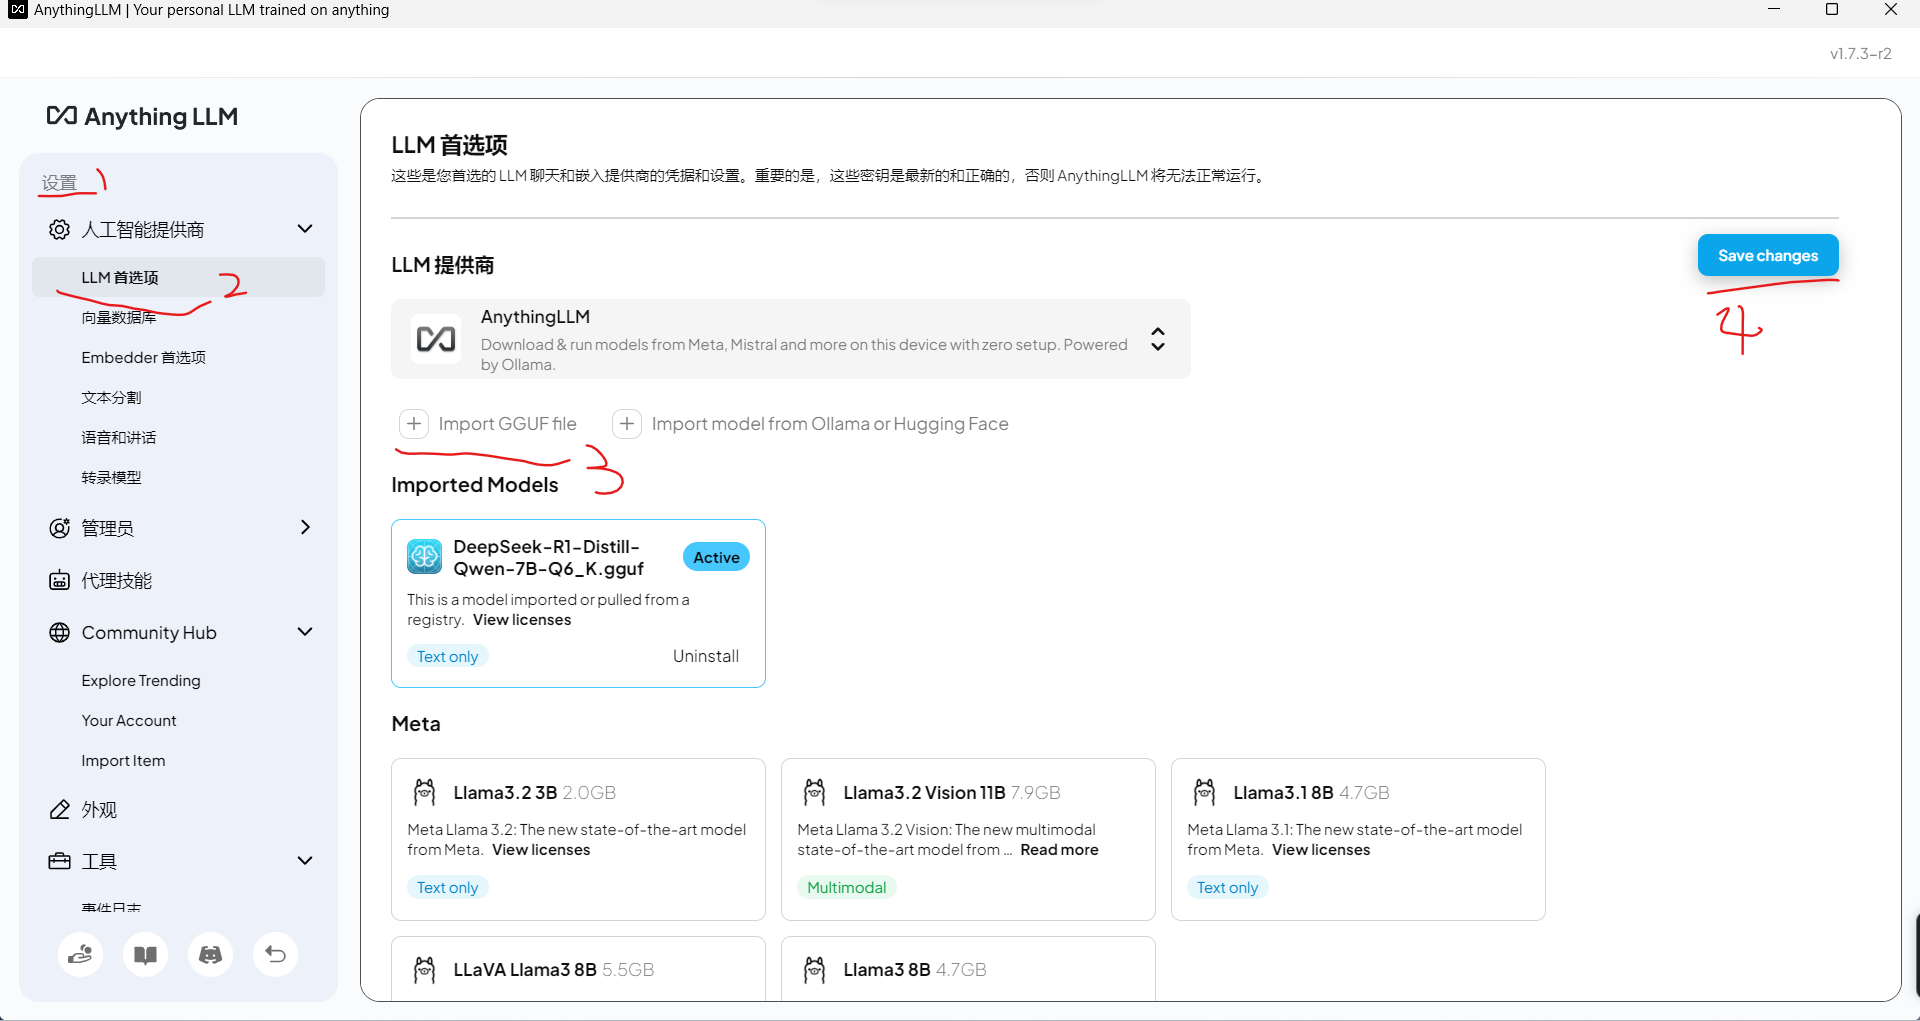 AnythingLLM | Your personal LLM trained on anything
v1.7.3-r2
Anything LLM
设置
1
人工智能提供商
LLM 首选项
2
向量数据库
Embedder 首选项
文本分割
语音和讲话
转录模型
管理员
代理技能
Community Hub
Explore Trending
Your Account
Import Item
外观
工具
事件日志
LLM 首选项
这些是您首选的 LLM 聊天和嵌入提供商的凭据和设置。重要的是，这些密钥是最新的和正确的，否则 AnythingLLM 将无法正常运行。
LLM 提供商
Save changes
4
AnythingLLM
Download & run models from Meta, Mistral and more on this device with zero setup. Powered
by Ollama.
Import GGUF file
Import model from Ollama or Hugging Face
3
Imported Models
DeepSeek-R1-Distill-
Qwen-7B-Q6_K.gguf
Active
This is a model imported or pulled from a
registry. View licenses
Text only
Uninstall
Meta
Llama3.2 3B 2.0GB
Meta Llama 3.2: The new state-of-the-art model
from Meta. View licenses
Text only
Llama3.2 Vision 11B 7.9GB
Meta Llama 3.2 Vision: The new multimodal
state-of-the-art model from ... Read more
Multimodal
Llama3.1 8B 4.7GB
Meta Llama 3.1: The new state-of-the-art model
from Meta. View licenses
Text only
LLaVA Llama3 8B 5.5GB
Llama3 8B 4.7GB